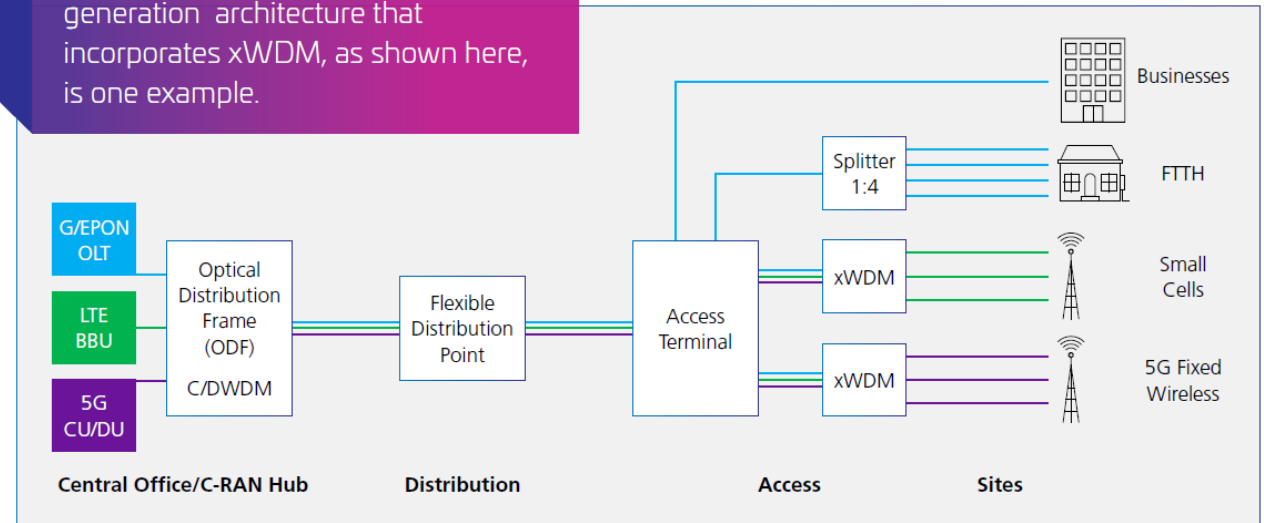 generation architecture that
incorporates xWDM, as shown here,
is one example.
Businesses
Splitter
1:4
FTTH
G/EPON
OLT
Optical
Distribution
Frame
(ODF)
C/DWDM
LTE
BBU
5G
CU/DU
Flexible
Distribution
Point
Access
Terminal
xWDM
Small
Cells
xWDM
5G Fixed
Wireless
Central Office/C-RAN Hub
Distribution
Access
Sites